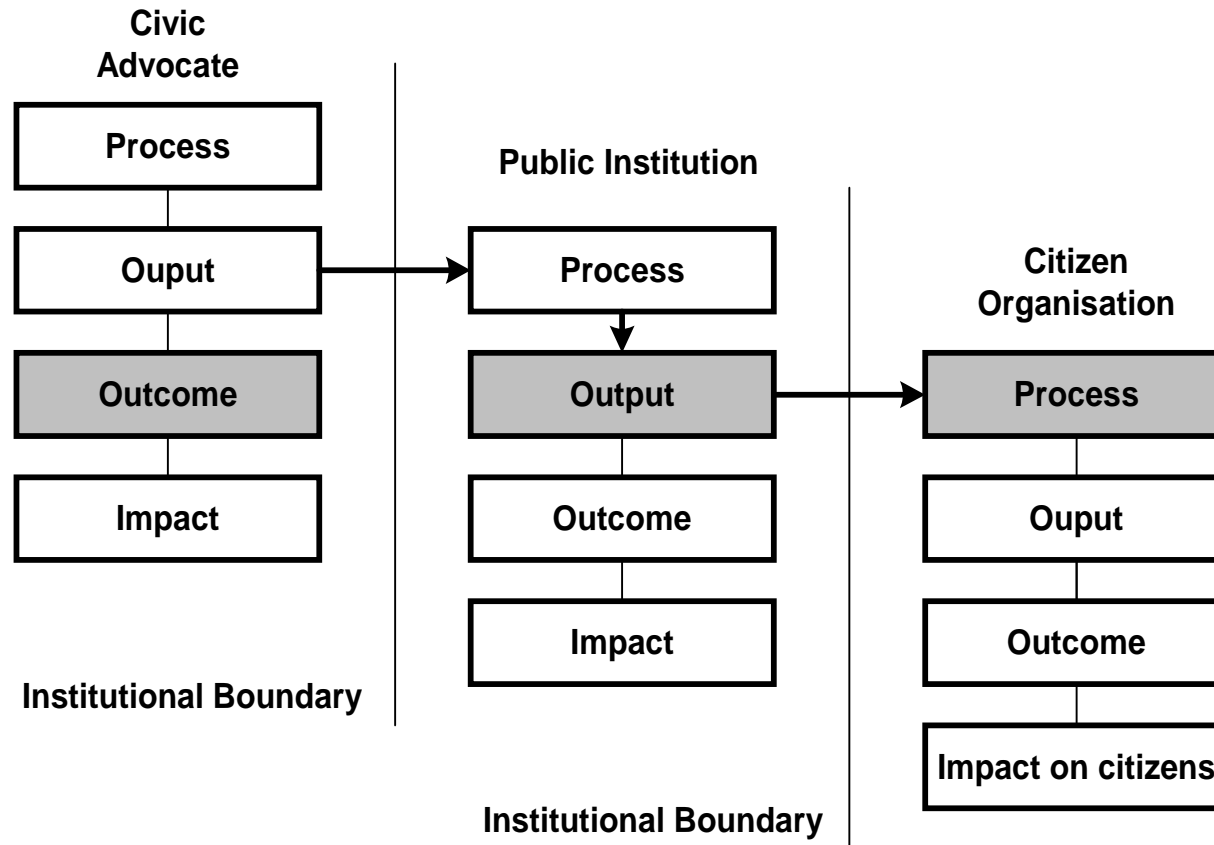 Civic
Advocate
Process
Ouput
Outcome
Impact
Institutional Boundary
Public Institution
Process
Output
Outcome
Impact
Institutional Boundary
Citizen
Organisation
Process
Ouput
Outcome
Impact on citizens